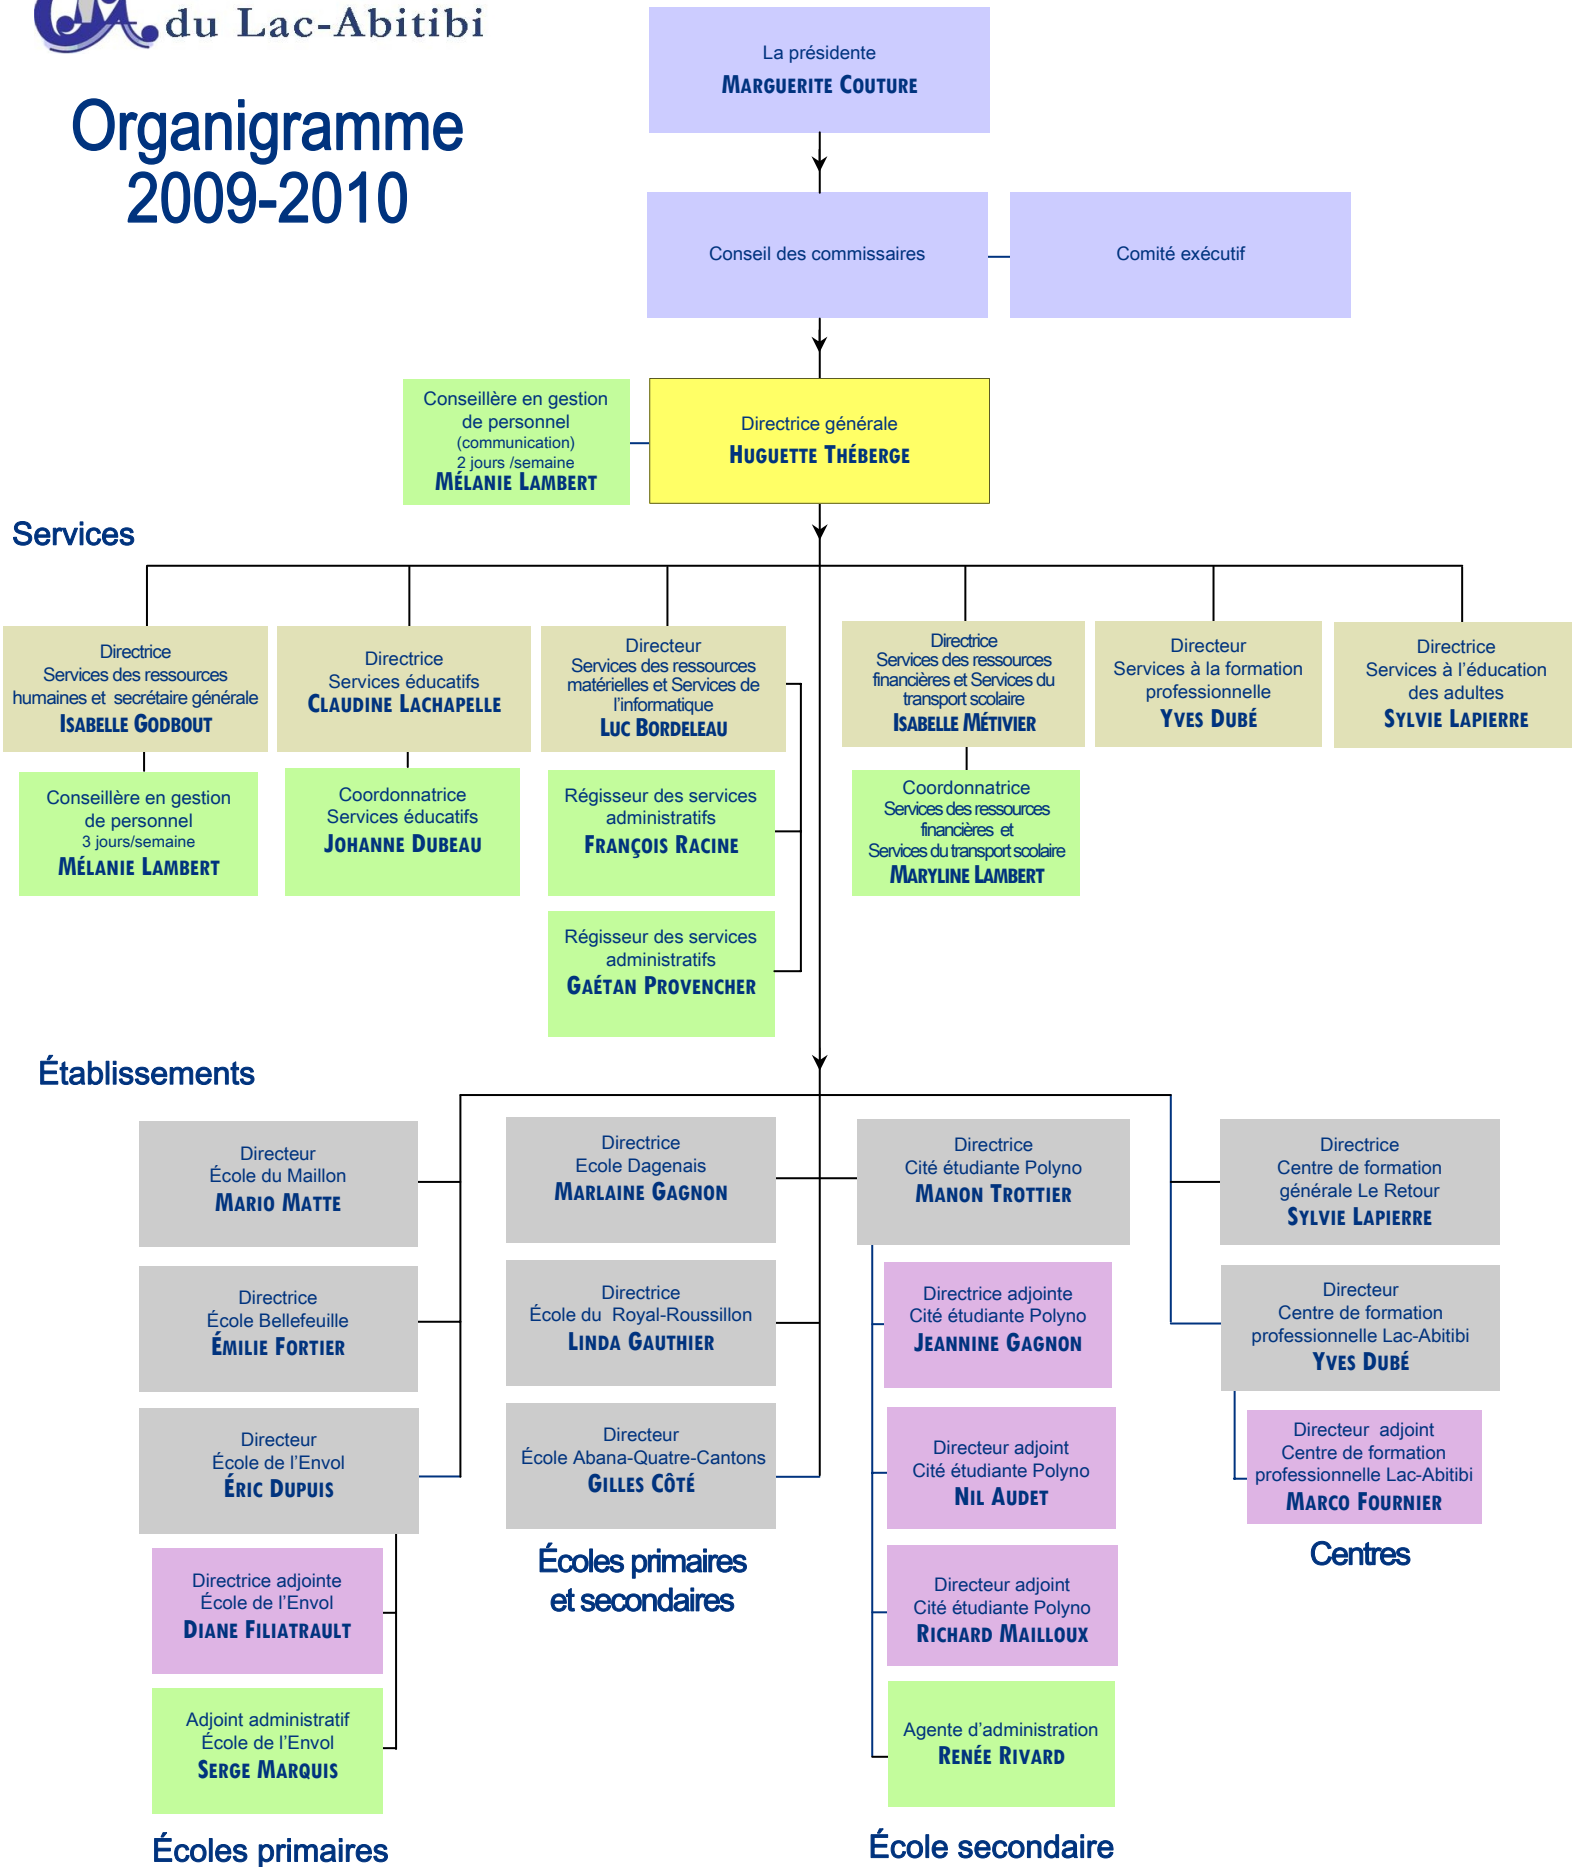 du Lac-Abitibi
Organigramme
2009-2010
La présidente
MARGUERITE COUTURE
Conseil des commissaires
Comité exécutif
Conseillère en gestion
de personnel
(communication)
2 jours /semaine
MÉLANIE LAMBERT
Directrice générale
HUGUETTE THÉBERGE
Services
Directrice
Services des ressources
humaines et secrétaire générale
ISABELLE GODBOUT
Directrice
Services éducatifs
CLAUDINE LACHAPELLE
Directeur
Services des ressources
matérielles et Services de
l'informatique
LUC BORDELEAU
Directrice
Services des ressources
financières et Services du
transport scolaire
ISABELLE MÉTIVIER
Directeur
Services à la formation
professionnelle
YVES DUBÉ
Directrice
Services à l'éducation
des adultes
SYLVIE LAPIERRE
Conseillère en gestion
de personnel
3 jours/semaine
MÉLANIE LAMBERT
Coordonnatrice
Services éducatifs
JOHANNE DUBEAU
Régisseur des services
administratifs
FRANÇOIS RACINE
Coordonnatrice
Services des ressources
financières et
Services du transport scolaire
MARYLINE LAMBERT
Régisseur des services
administratifs
GAÉTAN PROVENCHER
Établissements
Directeur
École du Maillon
MARIO MATTE
Directrice
Ecole Dagenais
MARLAINE GAGNON
Directrice
Cité étudiante Polyno
MANON TROTTIER
Directrice
Centre de formation
générale Le Retour
SYLVIE LAPIERRE
Directrice
École Bellefeuille
ÉMILIE FORTIER
Directrice
École du Royal-Roussillon
LINDA GAUTHIER
Directrice adjointe
Cité étudiante Polyno
JEANNINE GAGNON
Directeur
Centre de formation
professionnelle Lac-Abitibi
YVES DUBÉ
Directeur
École de l'Envol
ÉRIC DUPUIS
Directeur
École Abana-Quatre-Cantons
GILLES CÔTÉ
Directeur adjoint
Cité étudiante Polyno
NIL AUDET
Directeur adjoint
Centre de formation
professionnelle Lac-Abitibi
MARCO FOURNIER
Écoles primaires
et secondaires
Centres
Directrice adjointe
École de l'Envol
DIANE FILIATRAULT
Directeur adjoint
Cité étudiante Polyno
RICHARD MAILLOUX
Adjoint administratif
École de l'Envol
SERGE MARQUIS
Agente d'administration
RENÉE RIVARD
Écoles primaires
École secondaire